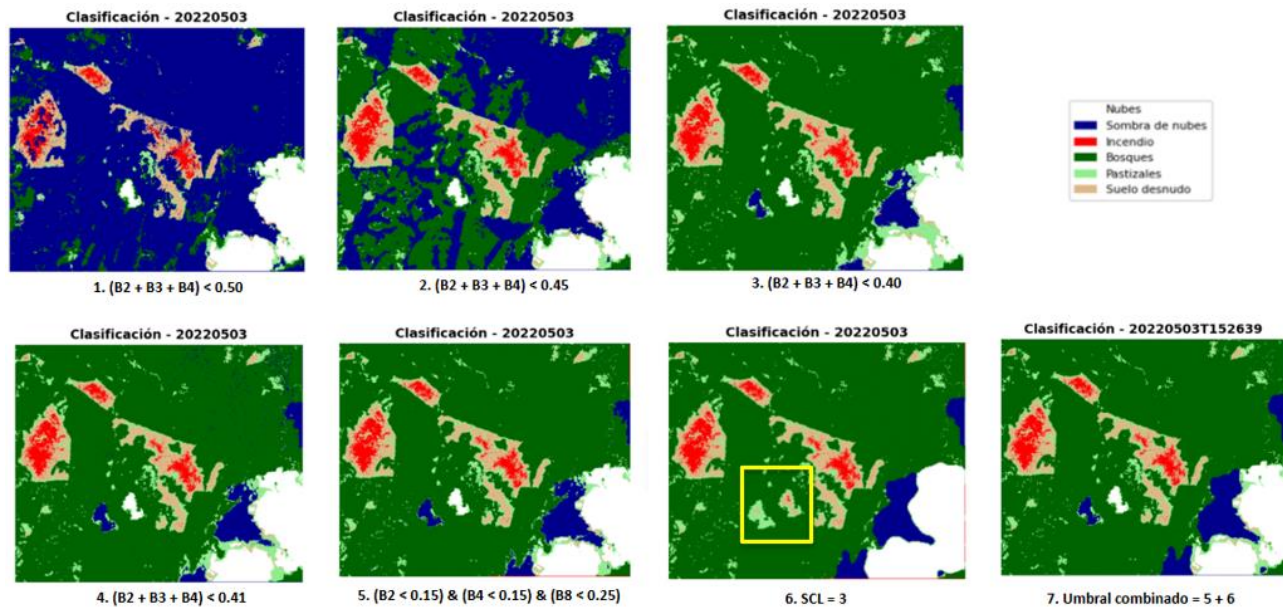 Clasificación - 20220503
Clasificación - 20220503
Clasificación - 20220503
Nubes
Sombra de nubes
Incendio
Bosques
Pastizales
Suelo desnudo
1. (B2 + B3 + B4) < 0.50
2. (B2 + B3 + B4) < 0.45
3. (B2 + B3 + B4) < 0.40
Clasificación - 20220503
Clasificación - 20220503
Clasificación - 20220503
Clasificación - 20220503T152639
4. (B2 + B3 + B4) < 0.41
5. (B2 < 0.15) & (B4 < 0.15) & (B8 < 0.25)
6. SCL = 3
7. Umbral combinado = 5 + 6